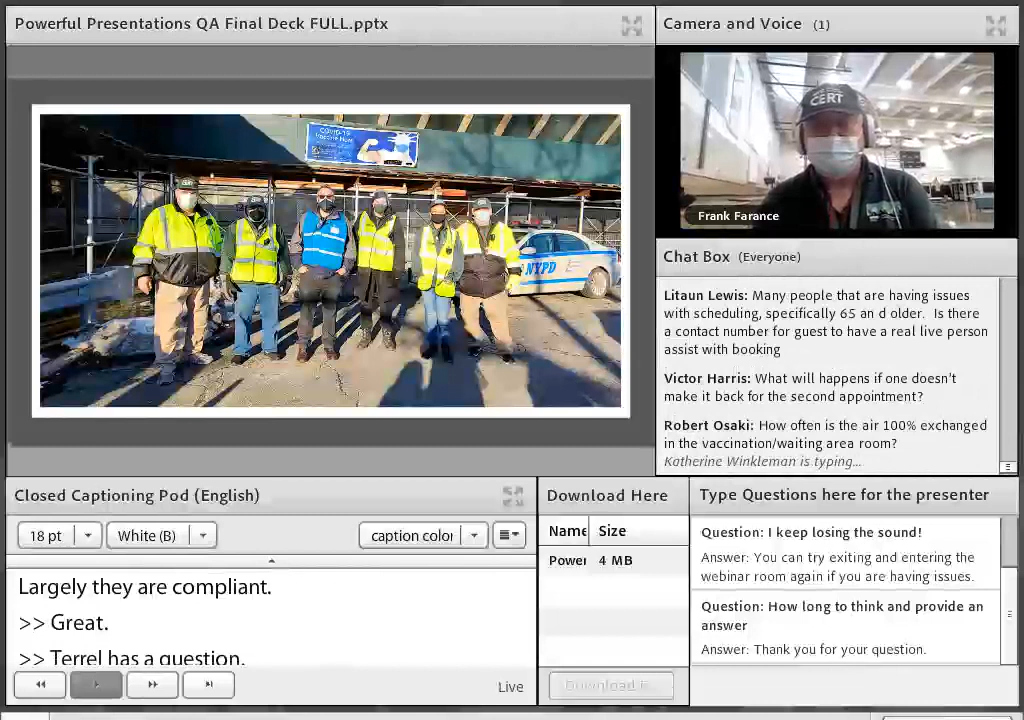 Powerful Presentations QA Final Deck FULL.pptx
COVID-19
Vaccine Now
NYPD
Camera and Voice (1)
CERT
Frank Farance
Chat Box (Everyone)
Litaun Lewis: Many people that are having issues
with scheduling, specifically 65 an d older. Is there
a contact number for guest to have a real live person
assist with booking
Victor Harris: What will happens if one doesn't
make it back for the second appointment?
Robert Osaki: How often is the air 100% exchanged
in the vaccination/waiting area room?
Katherine Winkleman is typing...
Closed Captioning Pod (English)
18 pt
White (B)
caption color
Largely they are compliant.
>> Great.
>> Terrel has a question.
Live
Download Here
Name Size
Power 4 MB
Download F...
Type Questions here for the presenter
Question: I keep losing the sound!
Answer: You can try exiting and entering the
webinar room again if you are having issues.
Question: How long to think and provide an
answer
Answer: Thank you for your question.